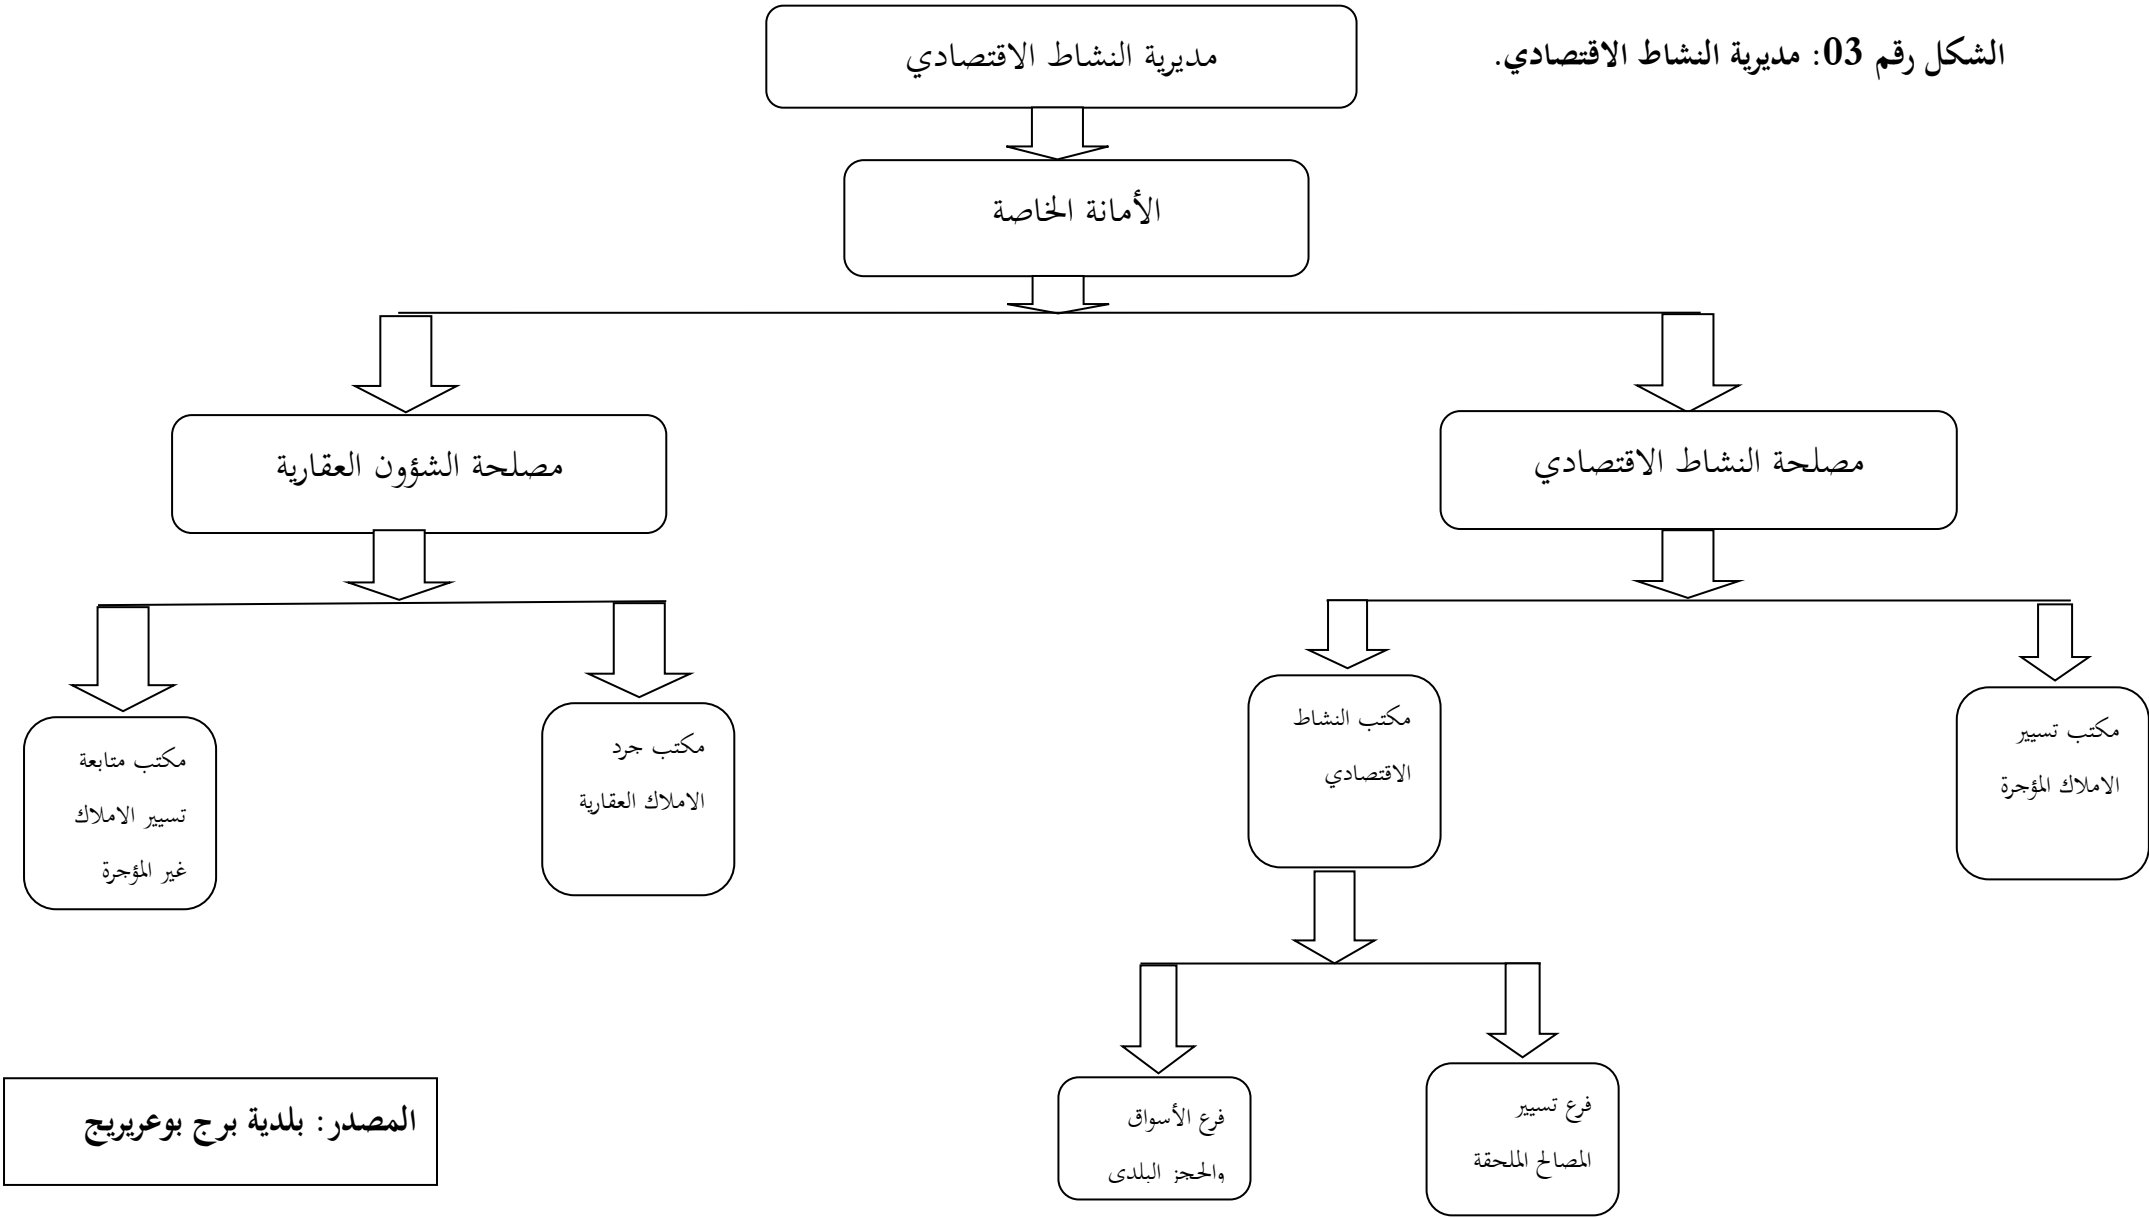 الشكل رقم 03: مديرية النشاط الاقتصادي.
مديرية النشاط الاقتصادي
الأمانة الخاصة
مصلحة النشاط الاقتصادي
مصلحة الشؤون العقارية
مكتب تسيير
الاملاك المؤجرة
مكتب النشاط
الاقتصادي
مكتب جرد
الاملاك العقارية
مكتب متابعة
تسيير الاملاك
غير المؤجرة
فرع تسيير
المصالح الملحقة
فرع الأسواق
والحجز البلدى
المصدر: بلدية برج بوعريريج